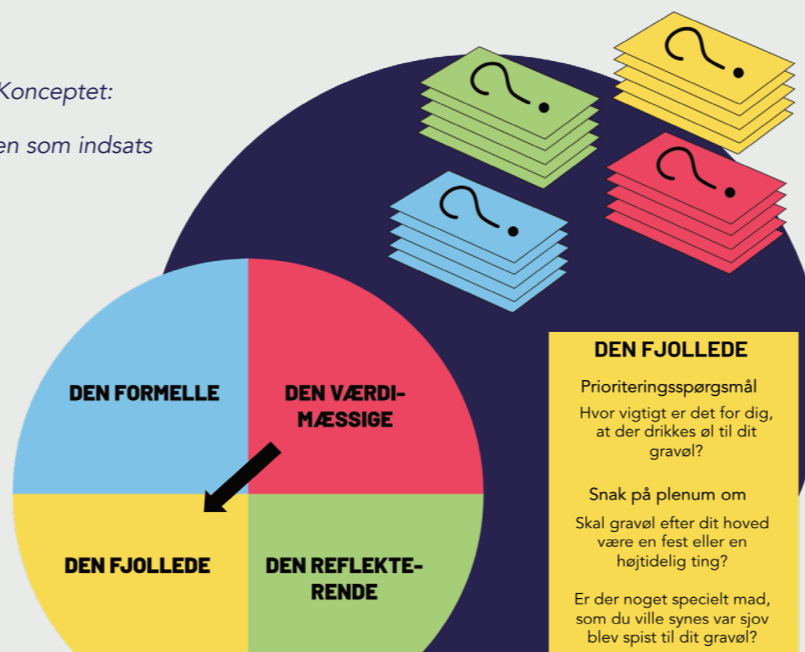 Konceptet:
en som indsats
?
?
?
?
DEN FORMELLE
DEN VÆRDI-
MÆSSIGE
DEN FJOLLEDE
DEN REFLEKTE-
RENDE
DEN FJOLLEDE
Prioriteringsspørgsmål
Hvor vigtigt er det for dig,
at der drikkes øl til dit
gravøl?
Snak på plenum om
Skal gravøl efter dit hoved
være en fest eller en
højtidelig ting?
Er der noget specielt mad,
som du ville synes var sjov
blev spist til dit gravøl?